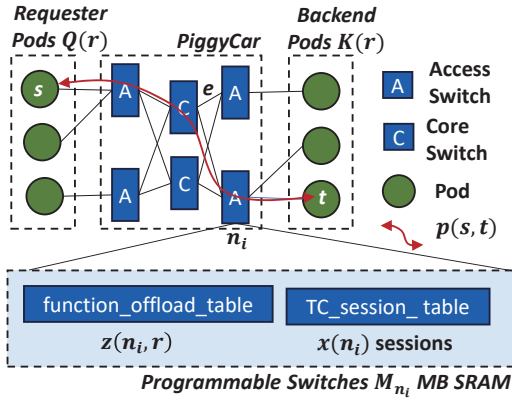 Requester
Pods Q(r)
PiggyCar
Backend
Pods K(r)
s
A
C
e
A
A
C
A
t
n_i
A
Access
Switch
C
Core
Switch
Pod
p(s, t)
function_offload_table
TC_session_ table
z(n_i, r)
x(n_i) sessions
Programmable Switches M_{n_i} MB SRAM